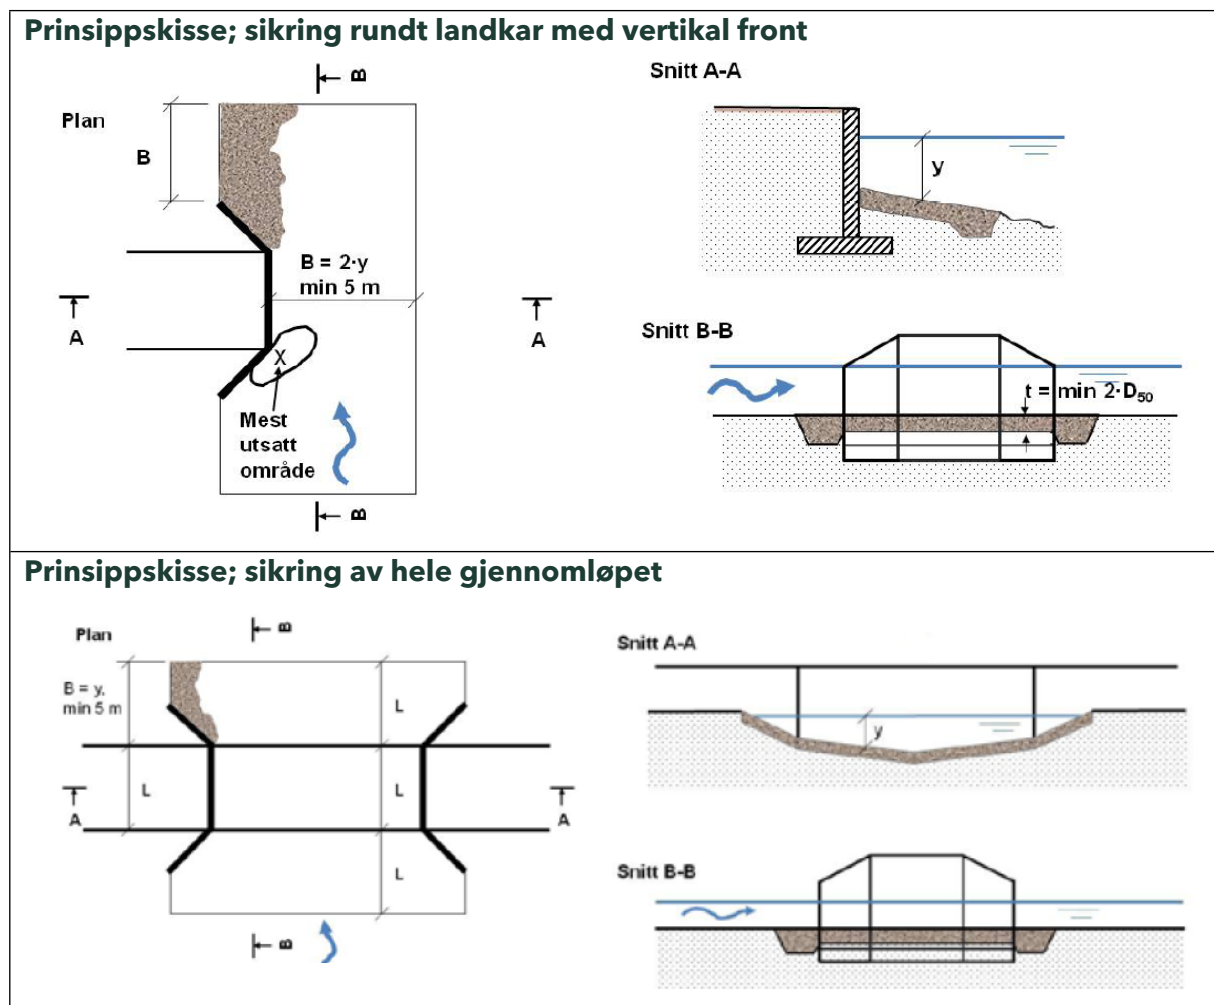 Prinsippskisse; sikring rundt landkar med vertikal front
B
Plan
B
B = 2·y
min 5 m
A
A
X
Mest
utsatt
område
B
Snitt A-A
y
Snitt B-B
t = min 2·D₅₀
Prinsippskisse; sikring av hele gjennomløpet
B
Plan
B = y,
min 5 m
L
L
L
L
A
A
B
Snitt A-A
y
Snitt B-B